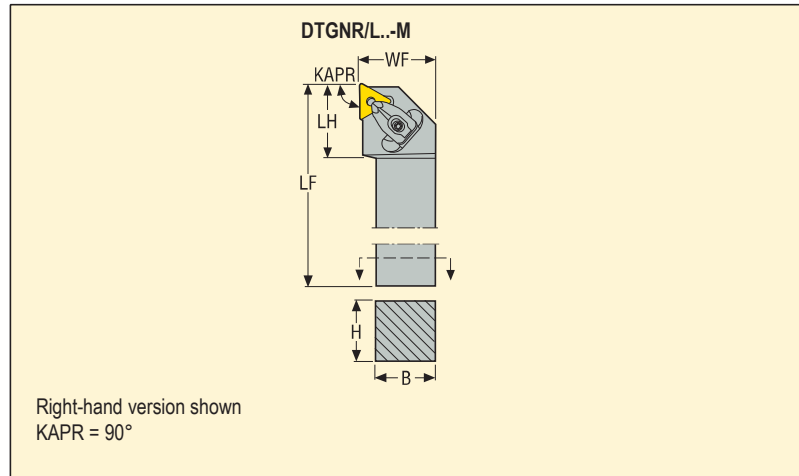 DTGNR/L..-M
WF
KAPR
LH
LF
H
B
Right-hand version shown
KAPR = 90°